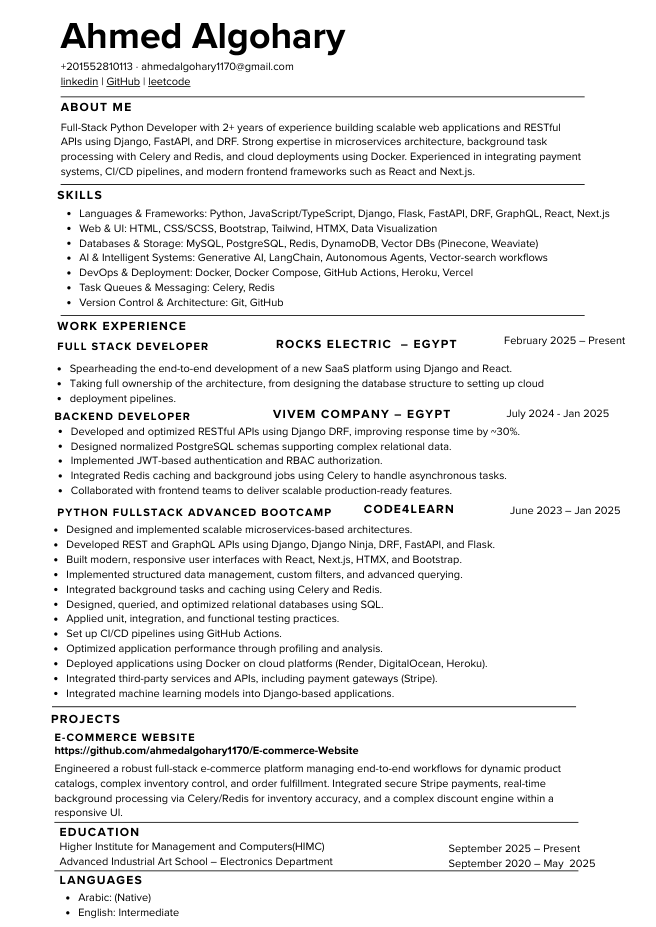 Ahmed Algohary
+201552810113 · ahmedalgohary1170@gmail.com
linkedin | GitHub | leetcode
ABOUT ME
Full-Stack Python Developer with 2+ years of experience building scalable web applications and RESTful
APIs using Django, FastAPI, and DRF. Strong expertise in microservices architecture, background task
processing with Celery and Redis, and cloud deployments using Docker. Experienced in integrating payment
systems, CI/CD pipelines, and modern frontend frameworks such as React and Next.js.
SKILLS
• Languages & Frameworks: Python, JavaScript/TypeScript, Django, Flask, FastAPI, DRF, GraphQL, React, Next.js
• Web & UI: HTML, CSS/SCSS, Bootstrap, Tailwind, HTMX, Data Visualization
• Databases & Storage: MySQL, PostgreSQL, Redis, DynamoDB, Vector DBs (Pinecone, Weaviate)
• AI & Intelligent Systems: Generative AI, LangChain, Autonomous Agents, Vector-search workflows
• DevOps & Deployment: Docker, Docker Compose, GitHub Actions, Heroku, Vercel
• Task Queues & Messaging: Celery, Redis
• Version Control & Architecture: Git, GitHub
WORK EXPERIENCE
FULL STACK DEVELOPER ROCKS ELECTRIC – EGYPT February 2025 – Present
• Spearheading the end-to-end development of a new SaaS platform using Django and React.
• Taking full ownership of the architecture, from designing the database structure to setting up cloud
• deployment pipelines.
BACKEND DEVELOPER VIVEM COMPANY – EGYPT July 2024 - Jan 2025
• Developed and optimized RESTful APIs using Django DRF, improving response time by ~30%.
• Designed normalized PostgreSQL schemas supporting complex relational data.
• Implemented JWT-based authentication and RBAC authorization.
• Integrated Redis caching and background jobs using Celery to handle asynchronous tasks.
• Collaborated with frontend teams to deliver scalable production-ready features.
PYTHON FULLSTACK ADVANCED BOOTCAMP CODE4LEARN June 2023 – Jan 2025
• Designed and implemented scalable microservices-based architectures.
• Developed REST and GraphQL APIs using Django, Django Ninja, DRF, FastAPI, and Flask.
• Built modern, responsive user interfaces with React, Next.js, HTMX, and Bootstrap.
• Implemented structured data management, custom filters, and advanced querying.
• Integrated background tasks and caching using Celery and Redis.
• Designed, queried, and optimized relational databases using SQL.
• Applied unit, integration, and functional testing practices.
• Set up CI/CD pipelines using GitHub Actions.
• Optimized application performance through profiling and analysis.
• Deployed applications using Docker on cloud platforms (Render, DigitalOcean, Heroku).
• Integrated third-party services and APIs, including payment gateways (Stripe).
• Integrated machine learning models into Django-based applications.
PROJECTS
E-COMMERCE WEBSITE
https://github.com/ahmedalgohary1170/E-commerce-Website
Engineered a robust full-stack e-commerce platform managing end-to-end workflows for dynamic product
catalogs, complex inventory control, and order fulfillment. Integrated secure Stripe payments, real-time
background processing via Celery/Redis for inventory accuracy, and a complex discount engine within a
responsive UI.
EDUCATION
Higher Institute for Management and Computers(HIMC) September 2025 – Present
Advanced Industrial Art School – Electronics Department September 2020 – May 2025
LANGUAGES
• Arabic: (Native)
• English: Intermediate